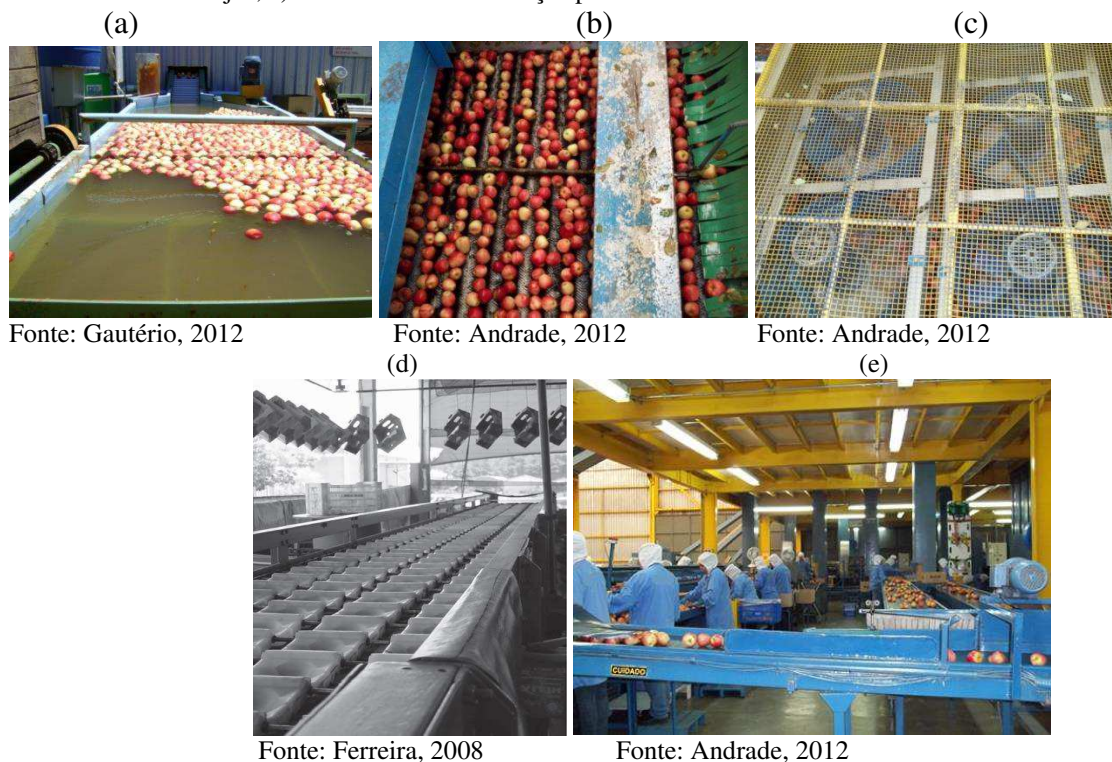 (a) (b) (c)
Fonte: Gautério, 2012 Fonte: Andrade, 2012 Fonte: Andrade, 2012
(d) (e)
CUIDADO
Fonte: Ferreira, 2008 Fonte: Andrade, 2012